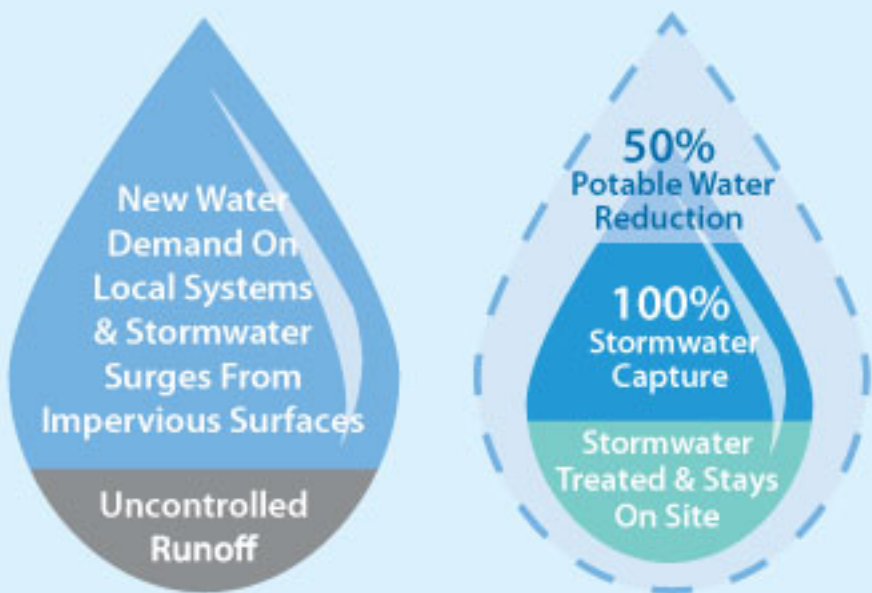 New Water
Demand On
Local Systems
& Stormwater
Surges From
Impervious Surfaces
Uncontrolled
Runoff
50%
Potable Water
Reduction
100%
Stormwater
Capture
Stormwater
Treated & Stays
On Site